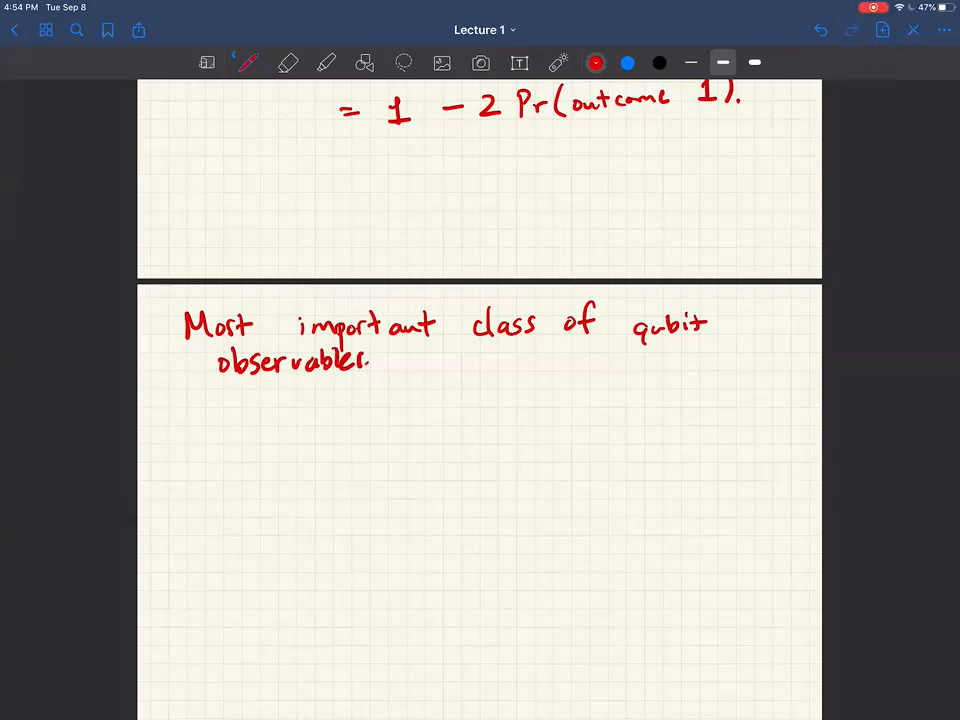 4:54 PM Tue Sep 8
47%
Lecture 1
= 1 - 2 Pr(outcome 1).
Most important class of qubit
observables.